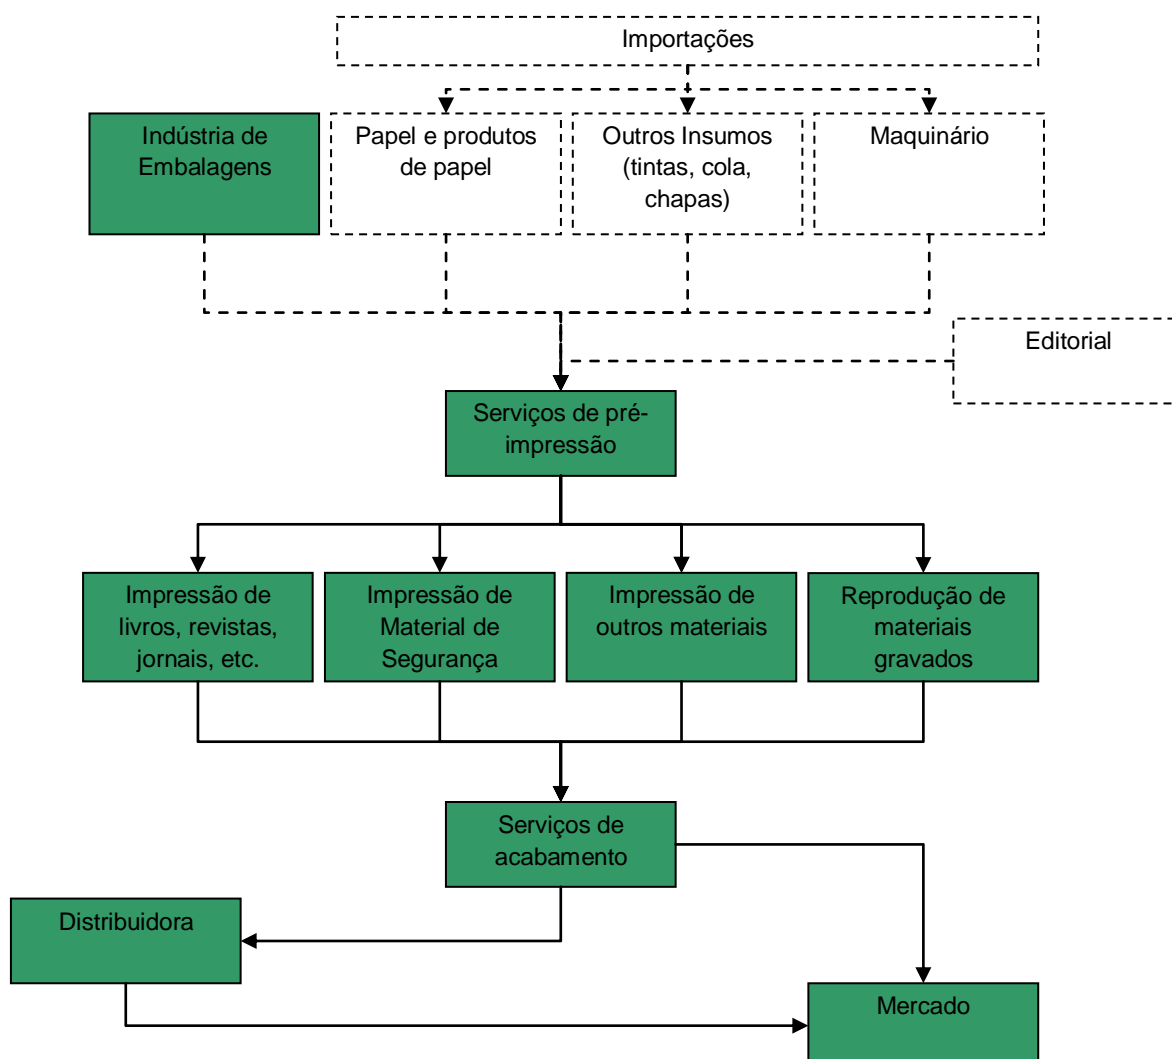 Importações
Indústria de
Embalagens
Papel e produtos
de papel
Outros Insumos
(tintas, cola,
chapas)
Maquinário
Editorial
Serviços de pré-
impressão
Impressão de
livros, revistas,
jornais, etc.
Impressão de
Material de
Segurança
Impressão de
outros materiais
Reprodução de
materiais
gravados
Serviços de
acabamento
Distribuidora
Mercado